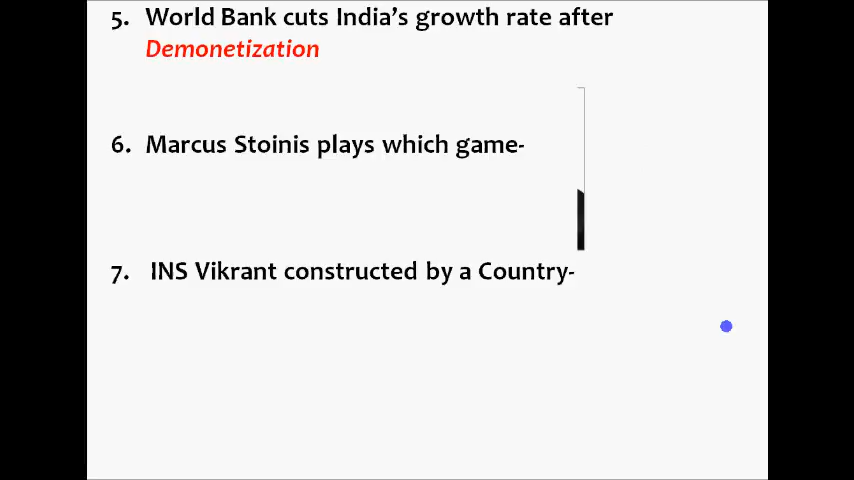 5. World Bank cuts India's growth rate after
Demonetization
6. Marcus Stoinis plays which game-
7. INS Vikrant constructed by a Country-